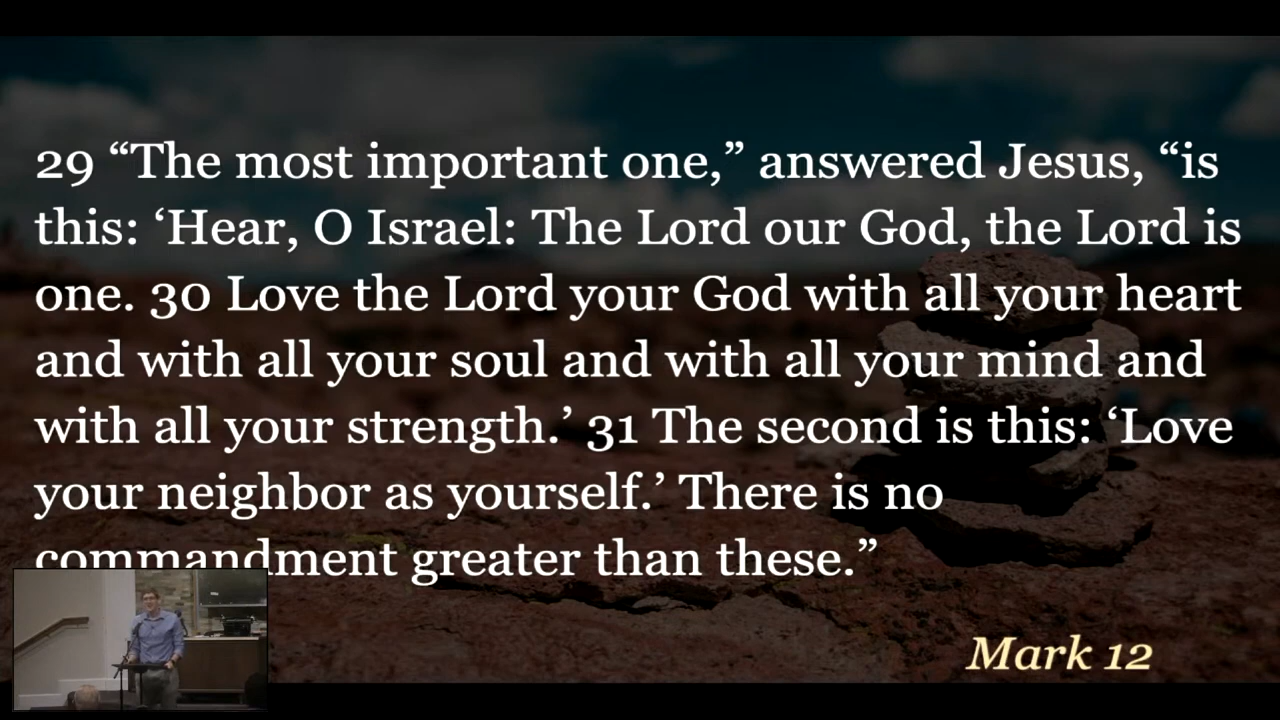 29 “The most important one,” answered Jesus, “is
this: ‘Hear, O Israel: The Lord our God, the Lord is
one. 30 Love the Lord your God with all your heart
and with all your soul and with all your mind and
with all your strength.’ 31 The second is this: ‘Love
your neighbor as yourself.’ There is no
commandment greater than these.”
Mark 12